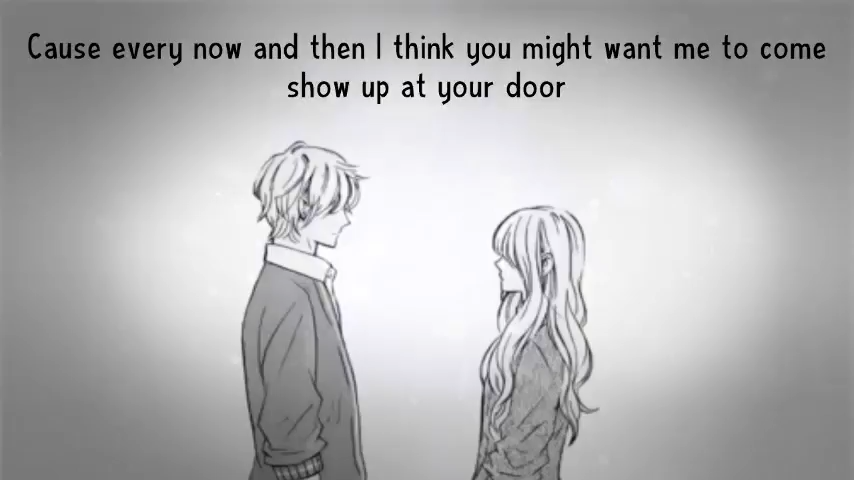 Cause every now and then I think you might want me to come
show up at your door